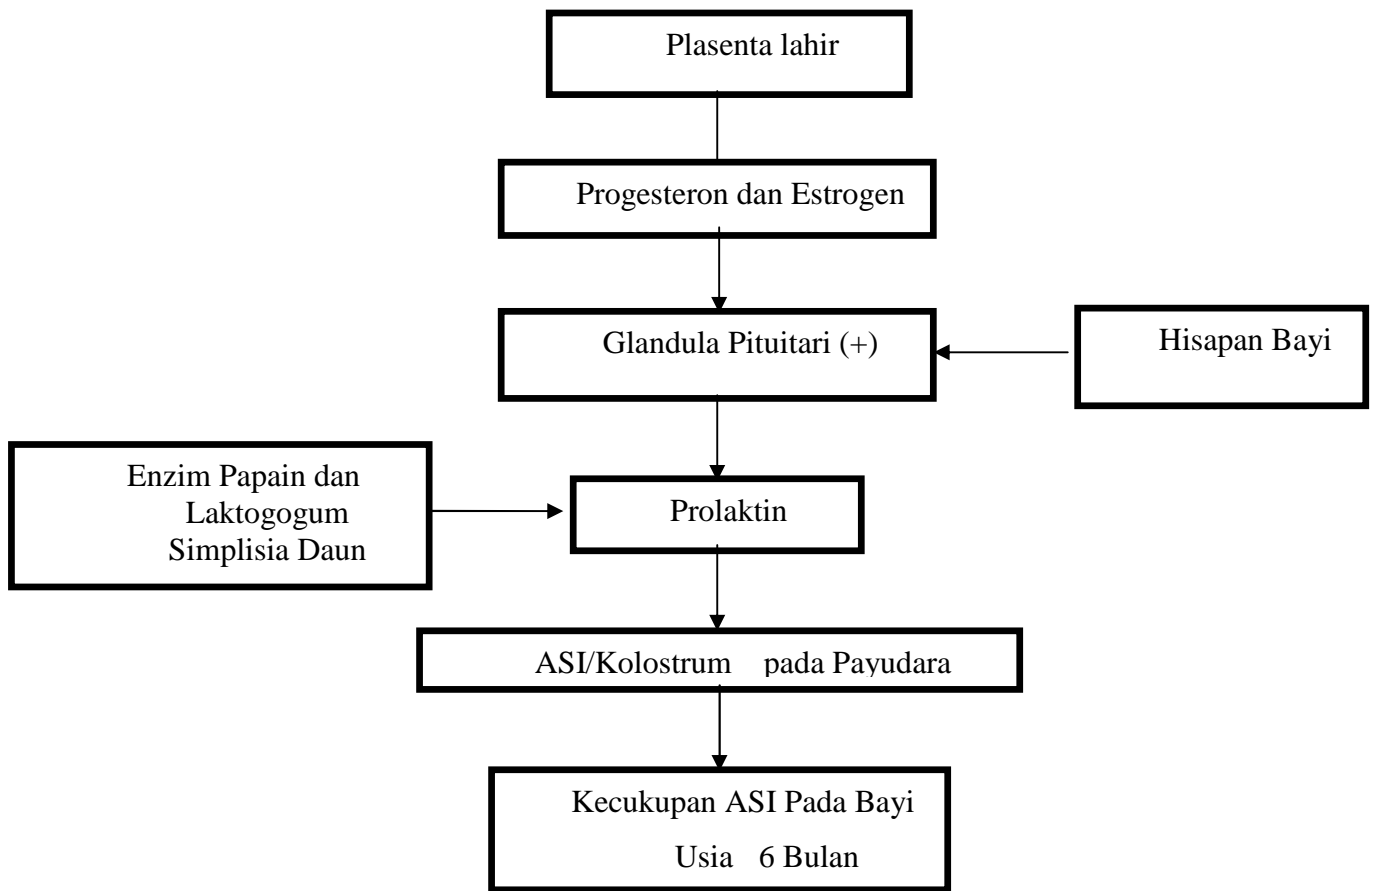 Plasenta lahir
Progesteron dan Estrogen
Glandula Pituitari (+)
Hisapan Bayi
Enzim Papain dan
Laktogogum
Simplisia Daun
Prolaktin
ASI/Kolostrum pada Payudara
Kecukupan ASI Pada Bayi
Usia 6 Bulan